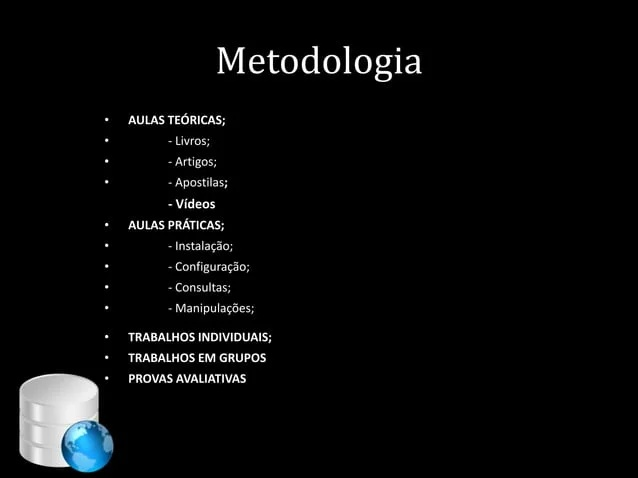 Metodologia
• AULAS TEÓRICAS;
• - Livros;
• - Artigos;
• - Apostilas;
- Vídeos
• AULAS PRÁTICAS;
• - Instalação;
• - Configuração;
• - Consultas;
• - Manipulações;
• TRABALHOS INDIVIDUAIS;
• TRABALHOS EM GRUPOS
• PROVAS AVALIATIVAS